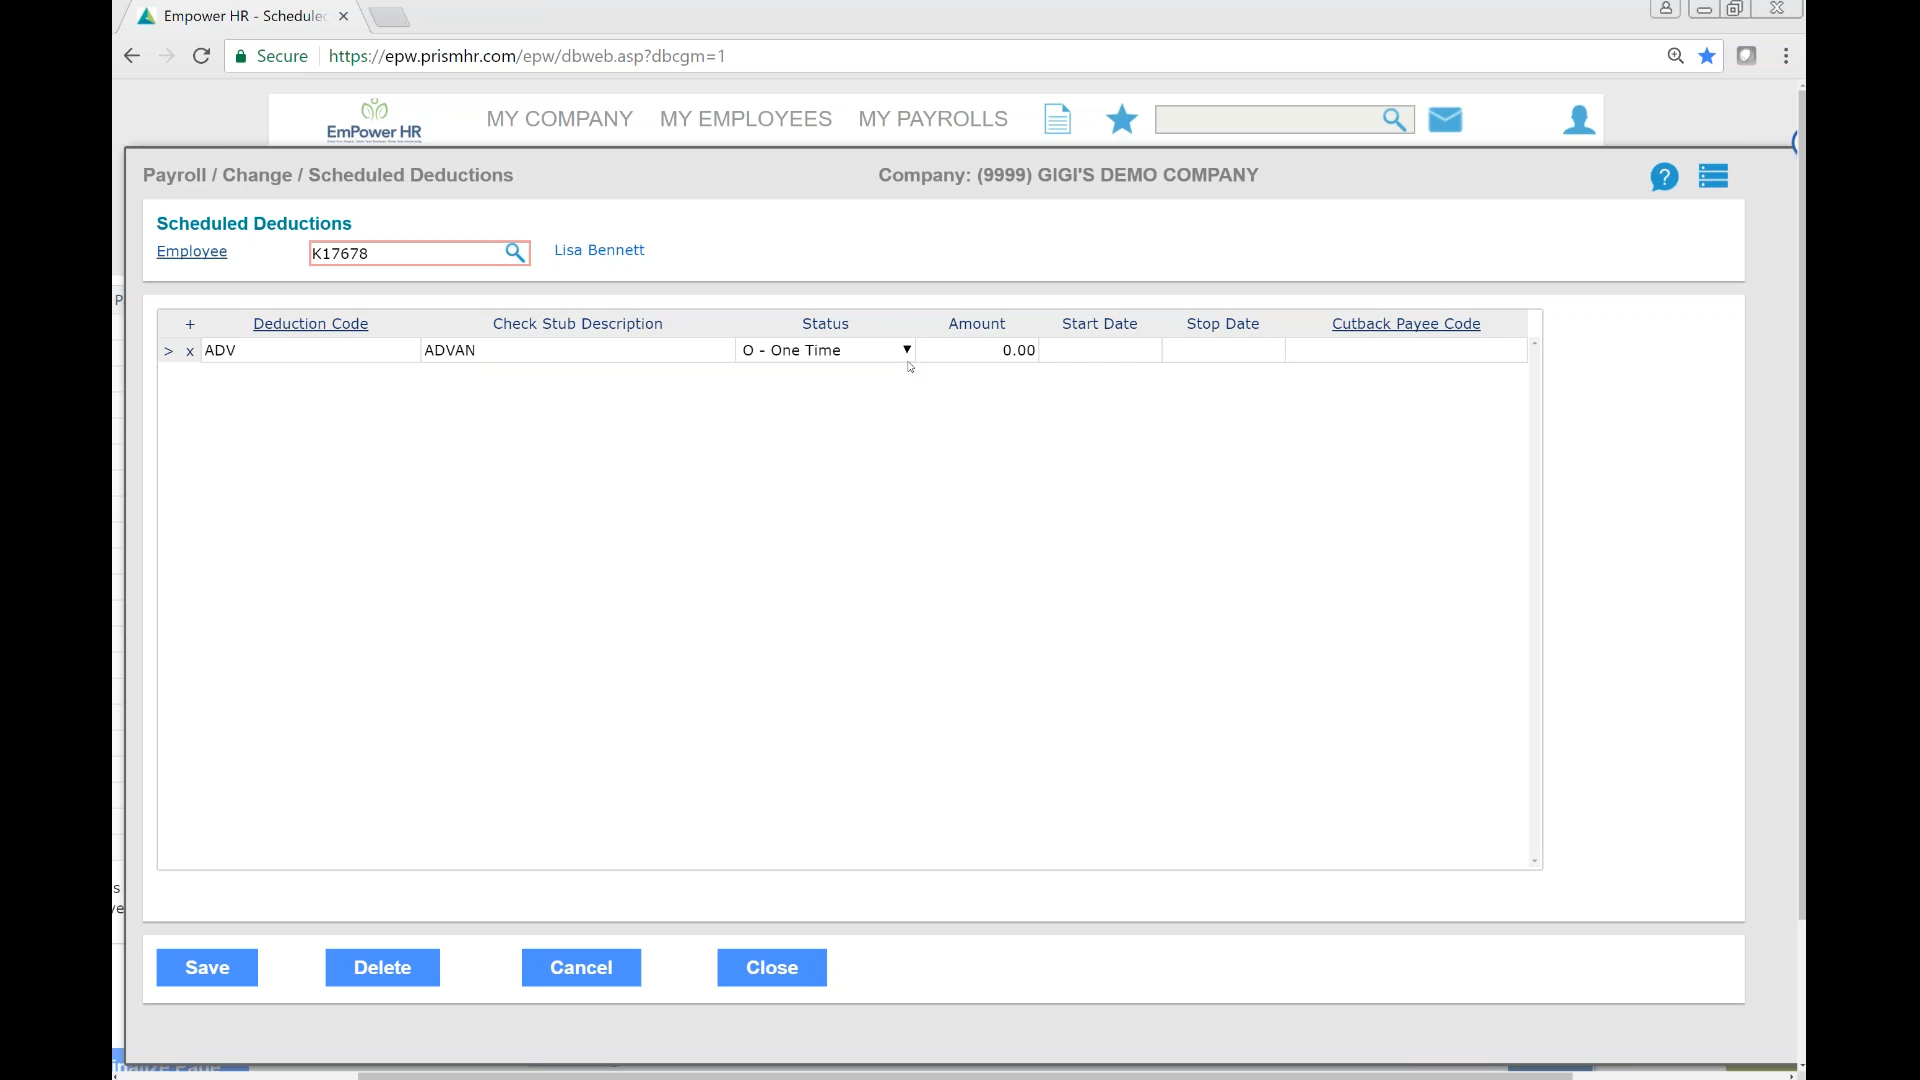 Empower HR - Scheduled
Secure https://epw.prismhr.com/epw/dbweb.asp?dbcgm=1
EmPower HR
MY COMPANY MY EMPLOYEES MY PAYROLLS
Payroll / Change / Scheduled Deductions Company: (9999) GIGI'S DEMO COMPANY ?
Scheduled Deductions
Employee K17678 Lisa Bennett
P
+ Deduction Code Check Stub Description Status Amount Start Date Stop Date Cutback Payee Code
> x ADV ADVAN O - One Time 0.00
s
ye
Save Delete Cancel Close